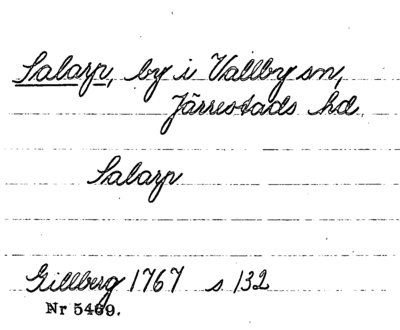 Salarp, by i Vallby sn,
Järrestads hd.
Salarp
Gillberg 1767 s 132
Nr 5469.